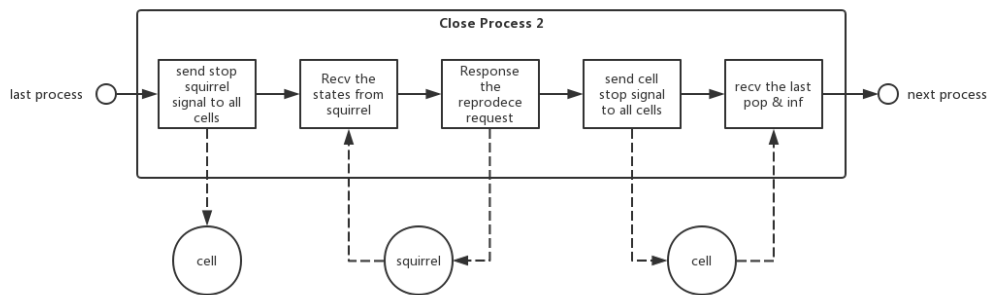 Close Process 2
last process
send stop
squirrel
signal to all
cells
Recv the
states from
squirrel
Response
the
reprodece
request
send cell
stop signal
to all cells
recv the last
pop & inf
next process
cell
squirrel
cell